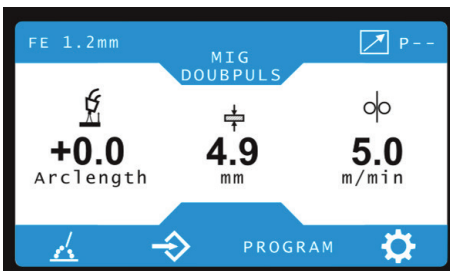 FE 1.2mm
MIG
DOUBPULS
P--
+0.0
Arclength
4.9
mm
5.0
m/min
PROGRAM